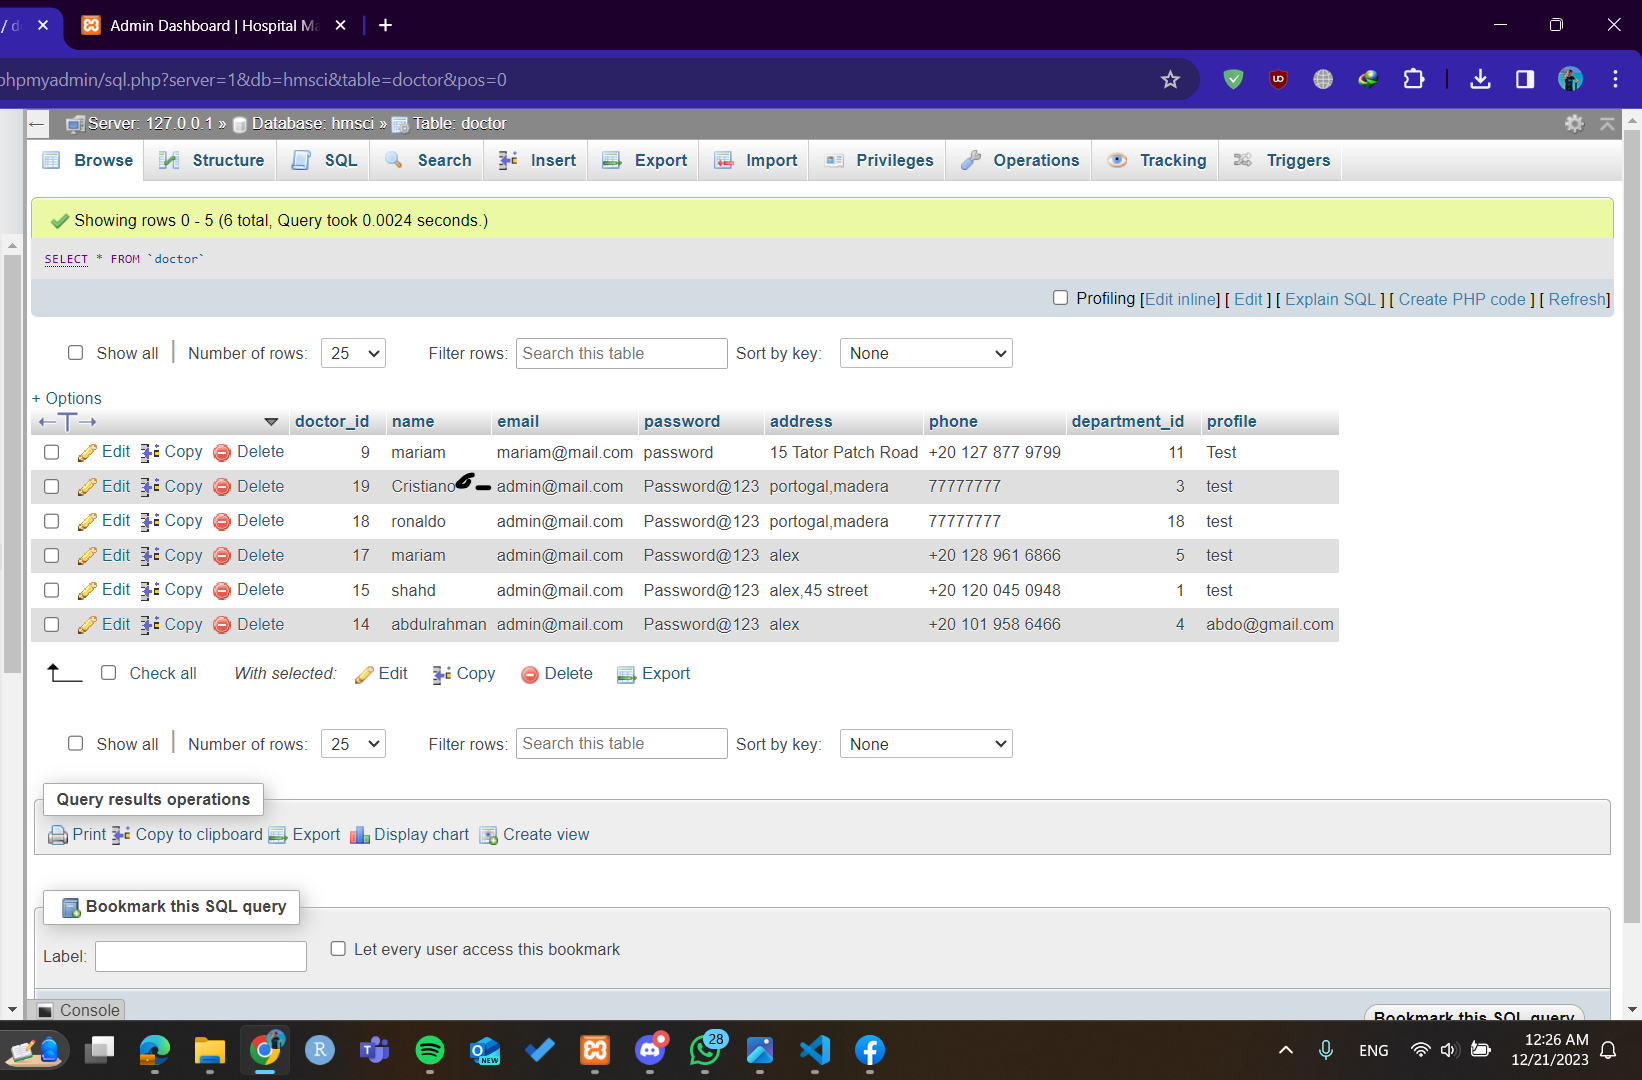 Admin Dashboard | Hospital Ma
phpmyadmin/sql.php?server=1&db=hmsci&table=doctor&pos=0
Server: 127.0.0.1 » Database: hmsci » Table: doctor
Browse Structure SQL Search Insert Export Import Privileges Operations Tracking Triggers
Showing rows 0 - 5 (6 total, Query took 0.0024 seconds.)
SELECT * FROM `doctor`
Profiling [Edit inline] [ Edit ] [ Explain SQL ] [ Create PHP code ] [ Refresh]
Show all | Number of rows: 25 Filter rows: Search this table Sort by key: None
+ Options
←T→ doctor_id name email password address phone department_id profile
Edit Copy Delete 9 mariam mariam@mail.com password 15 Tator Patch Road +20 127 877 9799 11 Test
Edit Copy Delete 19 Cristiano admin@mail.com Password@123 portogal,madera 77777777 3 test
Edit Copy Delete 18 ronaldo admin@mail.com Password@123 portogal,madera 77777777 18 test
Edit Copy Delete 17 mariam admin@mail.com Password@123 alex +20 128 961 6866 5 test
Edit Copy Delete 15 shahd admin@mail.com Password@123 alex,45 street +20 120 045 0948 1 test
Edit Copy Delete 14 abdulrahman admin@mail.com Password@123 alex +20 101 958 6466 4 abdo@gmail.com
Check all With selected: Edit Copy Delete Export
Show all | Number of rows: 25 Filter rows: Search this table Sort by key: None
Query results operations
Print Copy to clipboard Export Display chart Create view
Bookmark this SQL query
Label: Let every user access this bookmark
Console
Bookmark this SQL query
28
ENG
12:26 AM
12/21/2023